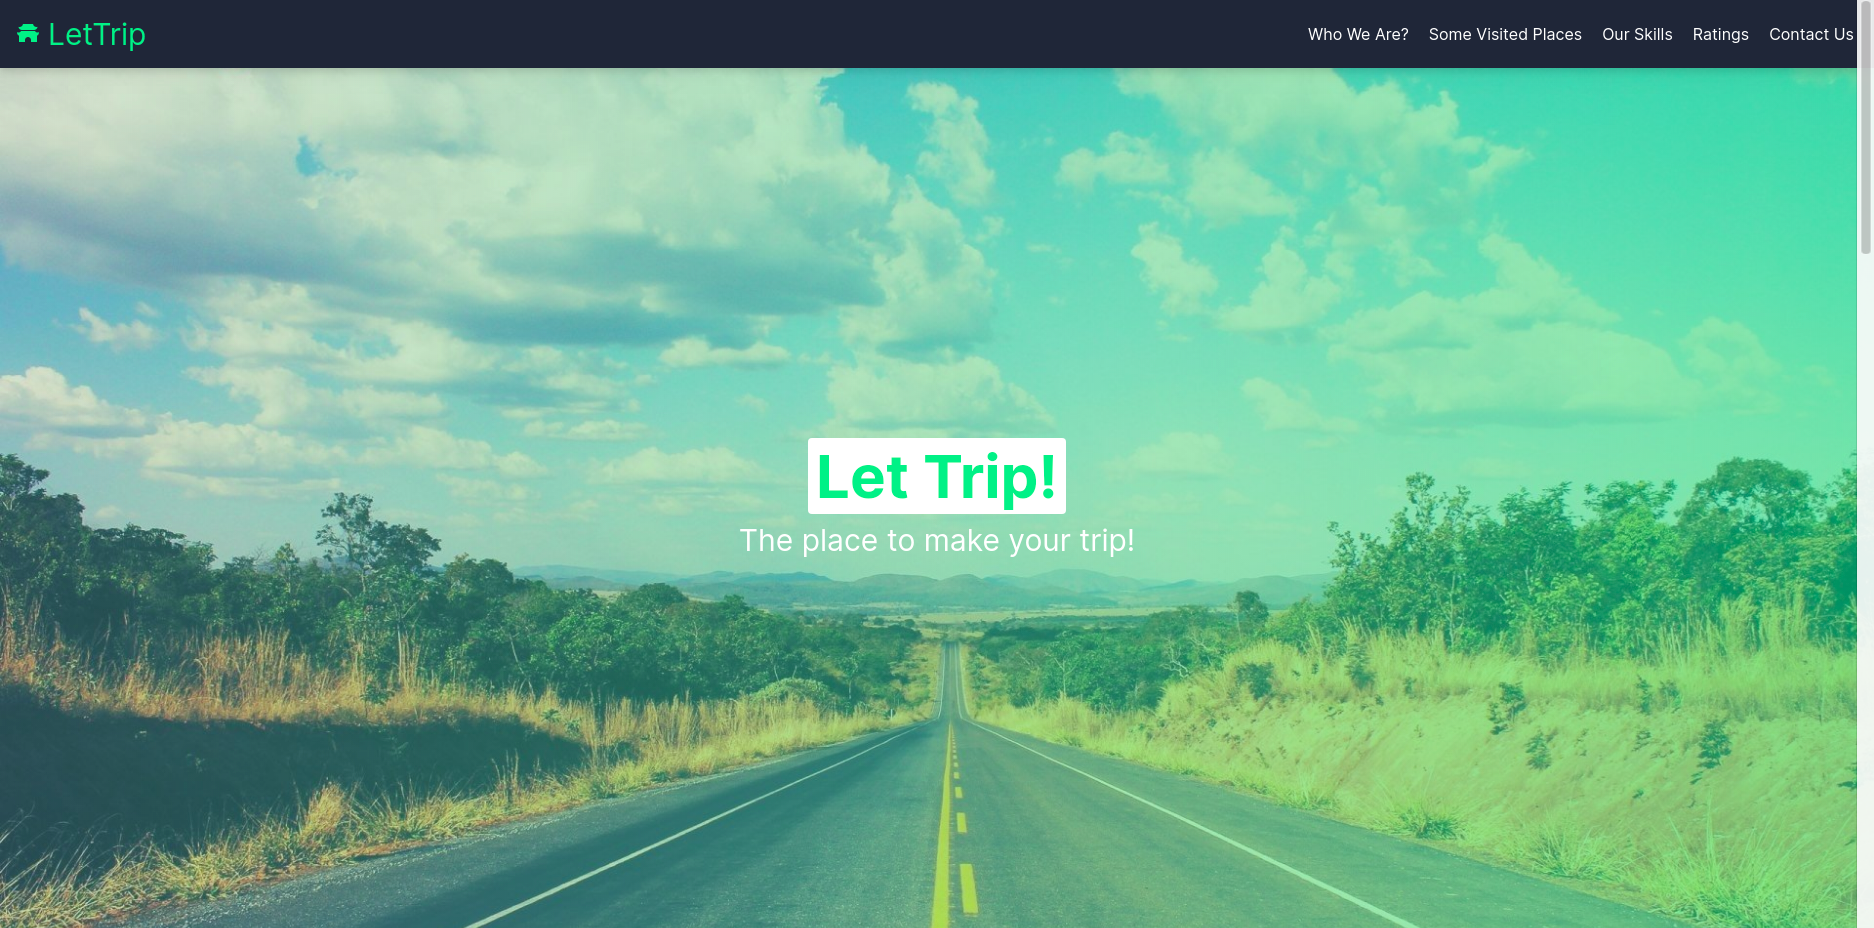 LetTrip
Who We Are? Some Visited Places Our Skills Ratings Contact Us
Let Trip!
The place to make your trip!